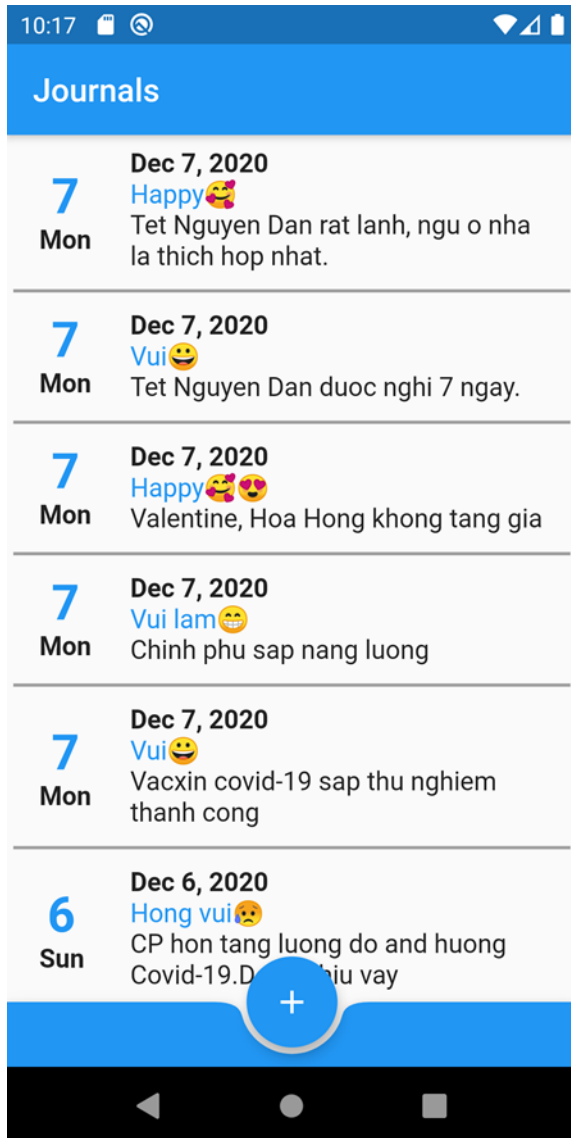 10:17
Journals
7
Mon
Dec 7, 2020
Happy🥰
Tet Nguyen Dan rat lanh, ngu o nha
la thich hop nhat.
7
Mon
Dec 7, 2020
Vui😀
Tet Nguyen Dan duoc nghi 7 ngay.
7
Mon
Dec 7, 2020
Happy🥰😍
Valentine, Hoa Hong khong tang gia
7
Mon
Dec 7, 2020
Vui lam😁
Chinh phu sap nang luong
7
Mon
Dec 7, 2020
Vui😀
Vacxin covid-19 sap thu nghiem
thanh cong
6
Sun
Dec 6, 2020
Hong vui😥
CP hon tang luong do and huong
Covid-19.D vay
+